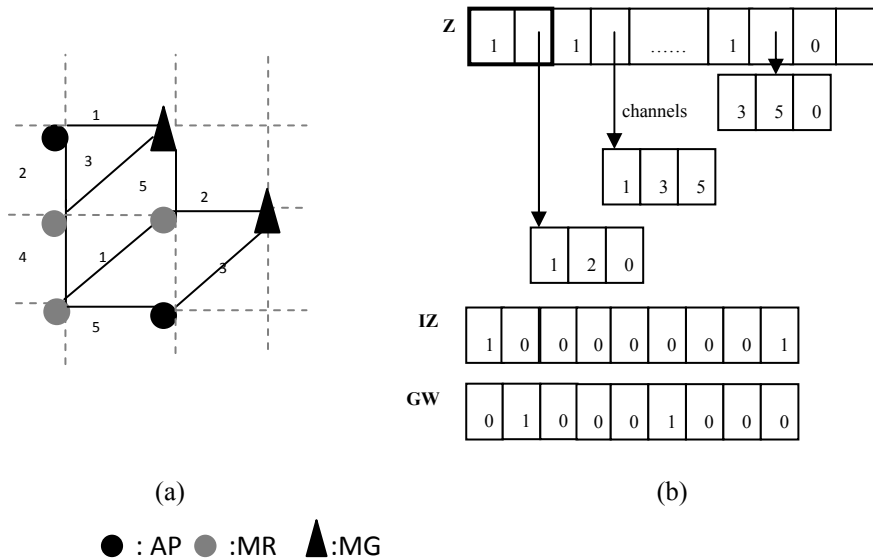 1
3
2
5
2
4
1
3
5
Z
1 1 ...... 1 0
channels
3 5 0
1 3 5
1 2 0
IZ
1 0 0 0 0 0 0 0 1
GW
0 1 0 0 0 1 0 0 0
(a)
(b)
: AP :MR :MG